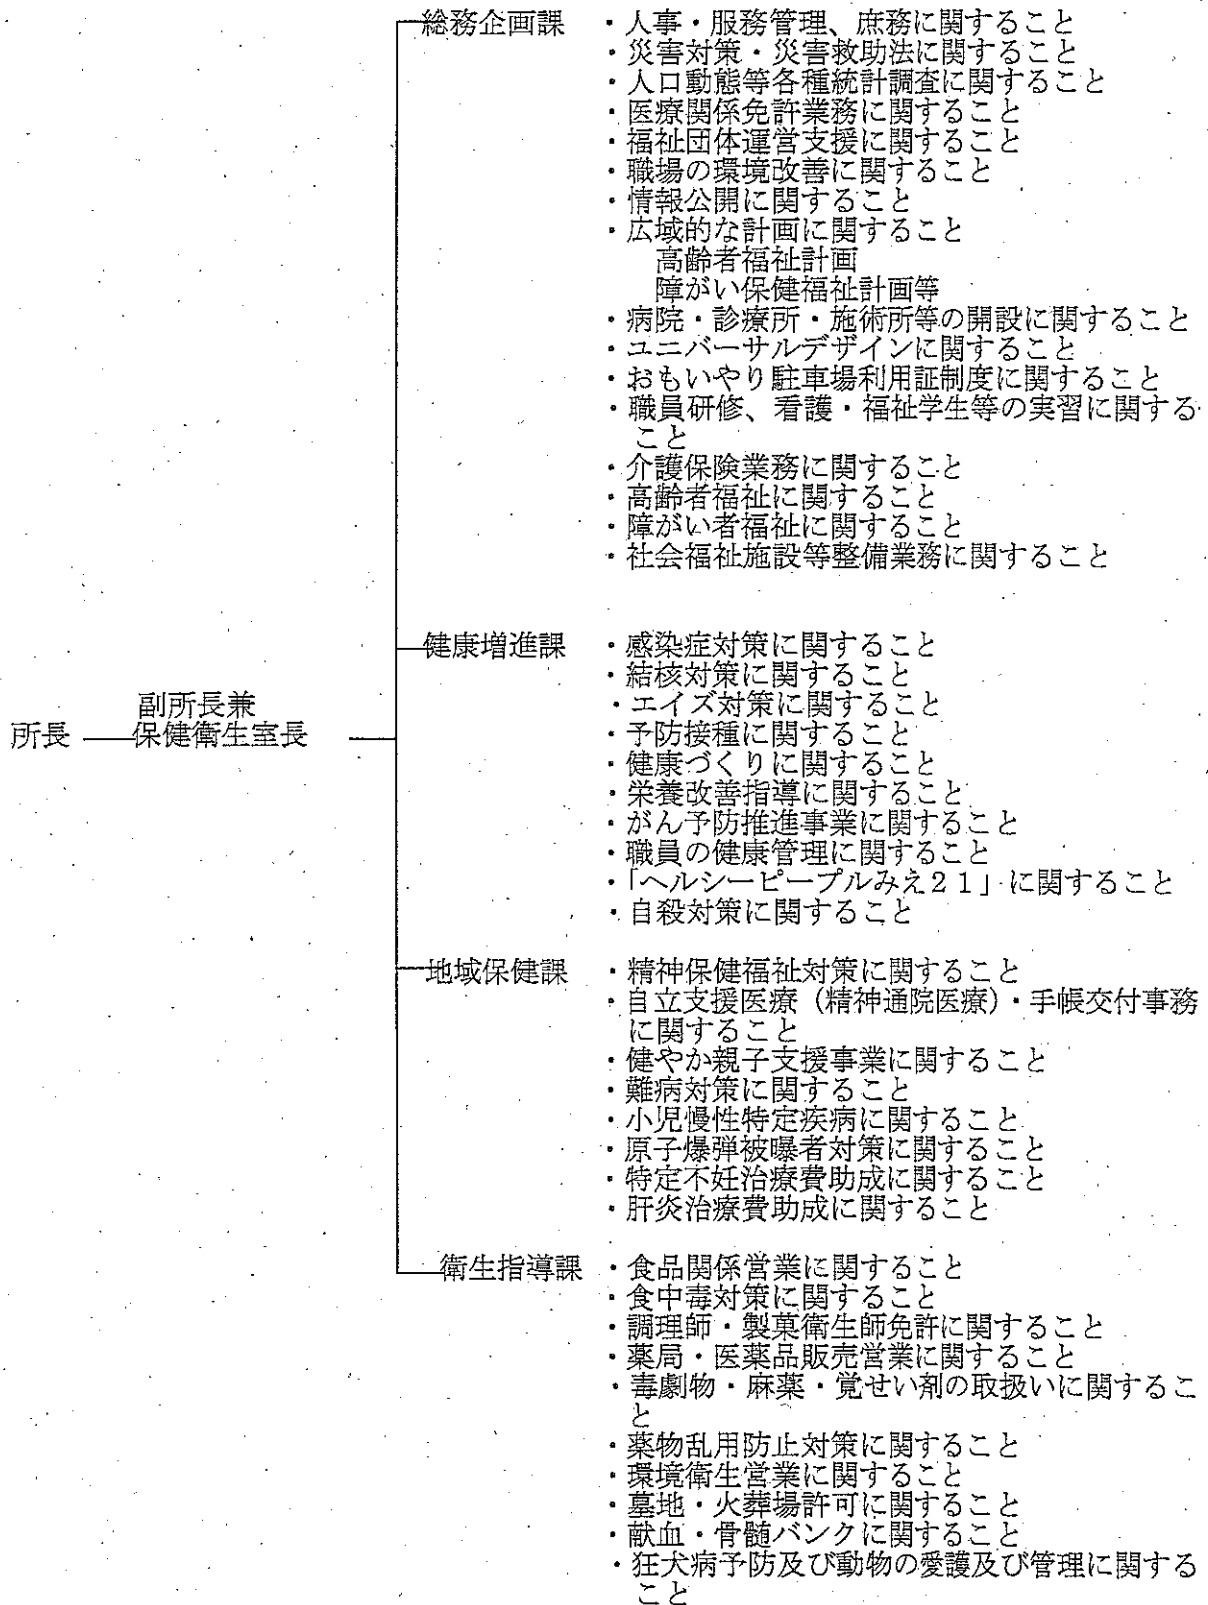 総務企画課 ・人事・服務管理、庶務に関すること
・災害対策・災害救助法に関すること
・人口動態等各種統計調査に関すること
・医療関係免許業務に関すること
・福祉団体運営支援に関すること
・職場の環境改善に関すること
・情報公開に関すること
・広域的な計画に関すること
高齢者福祉計画
障がい保健福祉計画等
・病院・診療所・施術所等の開設に関すること
・ユニバーサルデザインに関すること
・おもいやり駐車場利用証制度に関すること
・職員研修、看護・福祉学生等の実習に関する
こと
・介護保険業務に関すること
・高齢者福祉に関すること
・障がい者福祉に関すること
・社会福祉施設等整備業務に関すること
健康増進課 ・感染症対策に関すること
・結核対策に関すること
・エイズ対策に関すること
副所長兼
所長 保健衛生室長
・予防接種に関すること
・健康づくりに関すること
・栄養改善指導に関すること
・がん予防推進事業に関すること
・職員の健康管理に関すること
・「ヘルシーピープルみえ21」に関すること
・自殺対策に関すること
地域保健課 ・精神保健福祉対策に関すること
・自立支援医療（精神通院医療）・手帳交付事務
に関すること
・健やか親子支援事業に関すること
・難病対策に関すること
・小児慢性特定疾病に関すること
・原子爆弾被曝者対策に関すること
・特定不妊治療費助成に関すること
・肝炎治療費助成に関すること
衛生指導課 ・食品関係営業に関すること
・食中毒対策に関すること
・調理師・製菓衛生師免許に関すること
・薬局・医薬品販売営業に関すること
・毒劇物・麻薬・覚せい剤の取扱いに関するこ
と
・薬物乱用防止対策に関すること
・環境衛生営業に関すること
・墓地・火葬場許可に関すること
・献血・骨髄バンクに関すること
・狂犬病予防及び動物の愛護及び管理に関する
こと